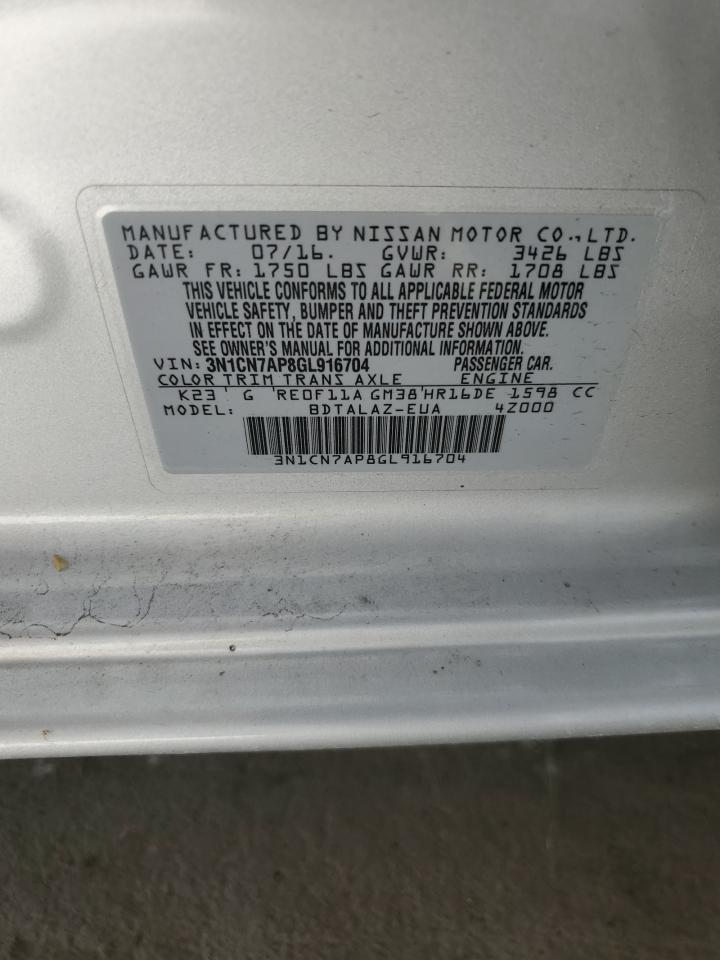 MANUFACTURED BY NISSAN MOTOR CO.,LTD.
DATE: 07/16. GVWR: 3426 LBS
GAWR FR: 1750 LBS GAWR RR: 1708 LBS
THIS VEHICLE CONFORMS TO ALL APPLICABLE FEDERAL MOTOR
VEHICLE SAFETY, BUMPER AND THEFT PREVENTION STANDARDS
IN EFFECT ON THE DATE OF MANUFACTURE SHOWN ABOVE.
SEE OWNER'S MANUAL FOR ADDITIONAL INFORMATION.
VIN: 3N1CN7AP8GL916704 PASSENGER CAR.
COLOR TRIM TRANS AXLE ENGINE
K23 ' G ' RE0F11A GM38 ' HR16DE 1598 CC
MODEL: BDTALAZ-EUA 4Z000
3N1CN7AP8GL916704